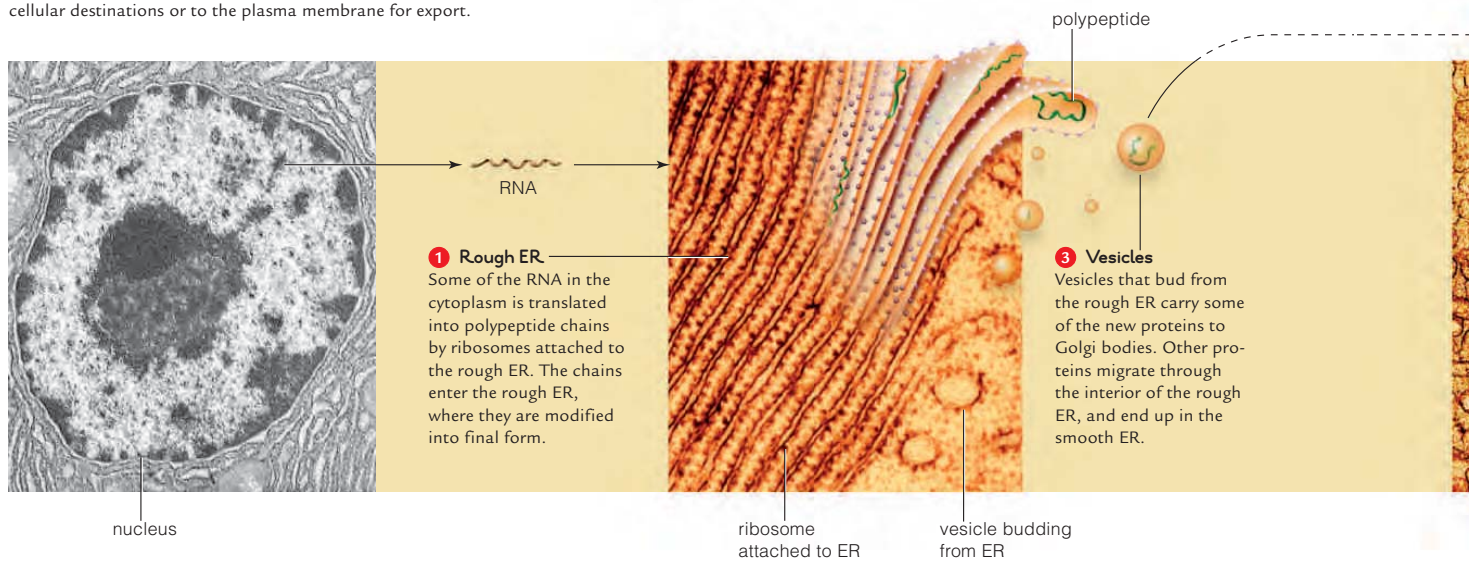 cellular destinations or to the plasma membrane for export.
polypeptide
RNA
1 Rough ER
Some of the RNA in the
cytoplasm is translated
into polypeptide chains
by ribosomes attached to
the rough ER. The chains
enter the rough ER,
where they are modified
into final form.
3 Vesicles
Vesicles that bud from
the rough ER carry some
of the new proteins to
Golgi bodies. Other pro-
teins migrate through
the interior of the rough
ER, and end up in the
smooth ER.
nucleus
ribosome
attached to ER
vesicle budding
from ER